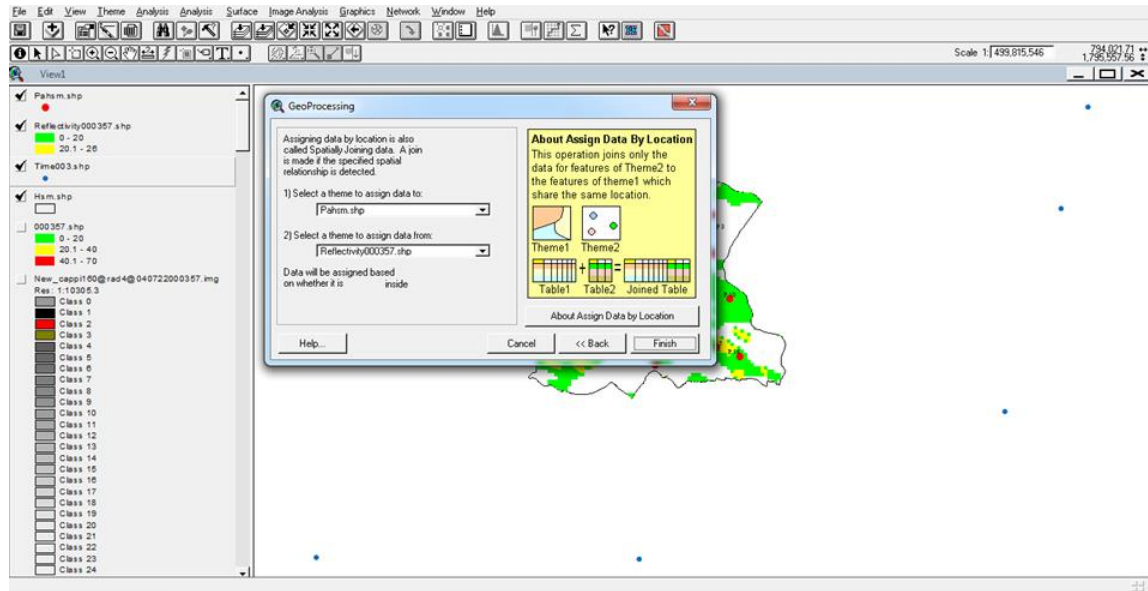 File Edit View Theme Analysis Analysis Surface Image Analysis Graphics Network Window Help
Scale 1: 499,815,546
794,021.71
1,795,557.56
View1
Pahsm.shp
Reflectivity000357.shp
0 - 20
20.1 - 26
Time003.shp
Hsm.shp
000357.shp
0 - 20
20.1 - 40
40.1 - 70
New_cappi160@rad4@040722000357.img
Res: 1:10305.3
Class 0
Class 1
Class 2
Class 3
Class 4
Class 5
Class 6
Class 7
Class 8
Class 9
Class 10
Class 11
Class 12
Class 13
Class 14
Class 15
Class 16
Class 17
Class 18
Class 19
Class 20
Class 21
Class 22
Class 23
Class 24
GeoProcessing
Assigning data by location is also
called Spatially Joining data. A join
is made if the specified spatial
relationship is detected.
1) Select a theme to assign data to:
Pahsm.shp
2) Select a theme to assign data from:
Reflectivity000357.shp
Data will be assigned based
on whether it is inside
About Assign Data By Location
This operation joins only the
data for features of Theme2 to
the features of theme1 which
share the same location.
Theme1 Theme2
Table1 Table2 Joined Table
About Assign Data by Location
Help... Cancel << Back Finish